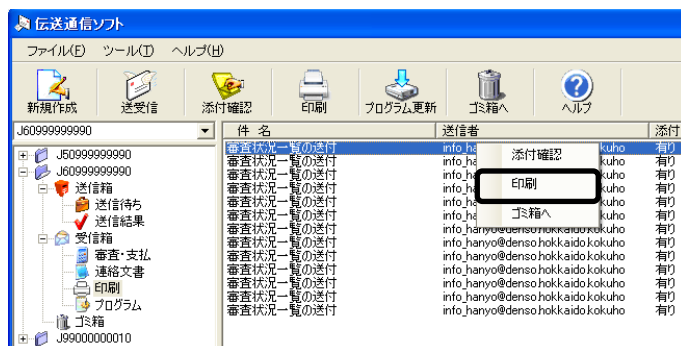 伝送通信ソフト
ファイル(F) ツール(T) ヘルプ(H)
新規作成 送受信 添付確認 印刷 プログラム更新 ゴミ箱へ ヘルプ
J60999999990
件 名 送信者 添付
J50999999990
J60999999990
送信箱
送信待ち
送信結果
受信箱
審査・支払
連絡文書
印刷
プログラム
ゴミ箱
J99000000010
審査状況一覧の送付 info_ha kokuho 有り
審査状況一覧の送付 info_ha kokuho 有り
審査状況一覧の送付 info_ha kokuho 有り
審査状況一覧の送付 info_ha kokuho 有り
審査状況一覧の送付 info_ha kokuho 有り
審査状況一覧の送付 info_ha kokuho 有り
審査状況一覧の送付 info_hanyo@denso.hokkaido.kokuho 有り
審査状況一覧の送付 info_hanyo@denso.hokkaido.kokuho 有り
審査状況一覧の送付 info_hanyo@denso.hokkaido.kokuho 有り
審査状況一覧の送付 info_hanyo@denso.hokkaido.kokuho 有り
審査状況一覧の送付 info_hanyo@denso.hokkaido.kokuho 有り
審査状況一覧の送付 info_hanyo@denso.hokkaido.kokuho 有り
審査状況一覧の送付 info_hanyo@denso.hokkaido.kokuho 有り
添付確認
印刷
ゴミ箱へ